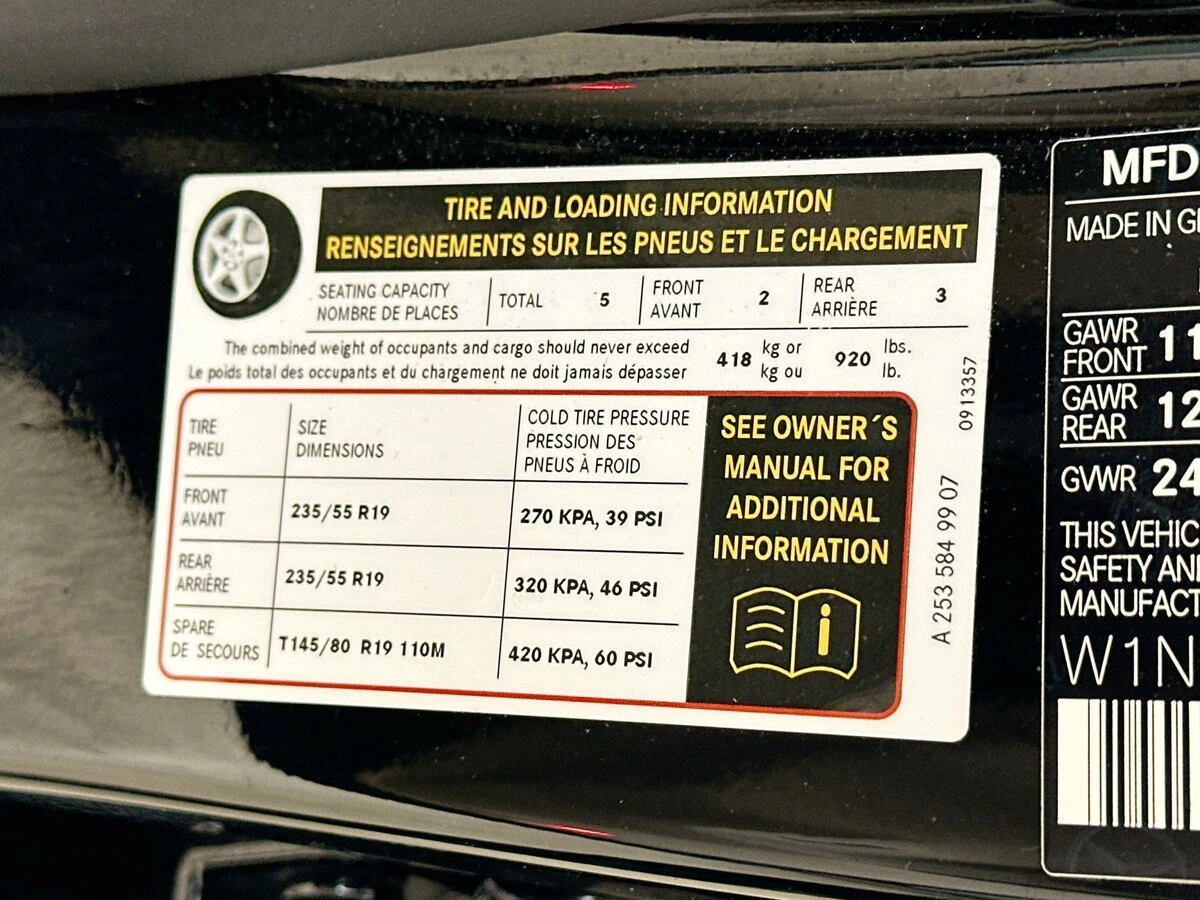 TIRE AND LOADING INFORMATION
RENSEIGNEMENTS SUR LES PNEUS ET LE CHARGEMENT
SEATING CAPACITY
NOMBRE DE PLACES
TOTAL 5
FRONT
AVANT
2
REAR
ARRIÈRE
3
The combined weight of occupants and cargo should never exceed
Le poids total des occupants et du chargement ne doit jamais dépasser
418 kg or
kg ou
920 lbs.
lb.
TIRE
PNEU
SIZE
DIMENSIONS
COLD TIRE PRESSURE
PRESSION DES
PNEUS À FROID
FRONT
AVANT
235/55 R19
270 KPA, 39 PSI
REAR
ARRIÈRE
235/55 R19
320 KPA, 46 PSI
SPARE
DE SECOURS
T145/80 R19 110M
420 KPA, 60 PSI
SEE OWNER´S
MANUAL FOR
ADDITIONAL
INFORMATION
0913357
A 253 584 99 07
MFD
MADE IN
GAWR
FRONT 11
GAWR
REAR 12
GVWR 24
THIS
SAFETY
W1N